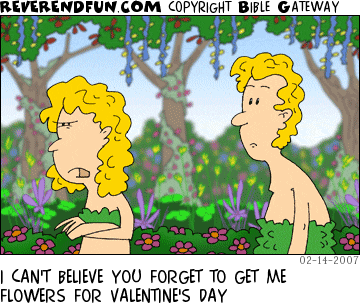 REVERENDFUN.COM COPYRIGHT BIBLE GATEWAY
02-14-2007
I CAN'T BELIEVE YOU FORGET TO GET ME
FLOWERS FOR VALENTINE'S DAY